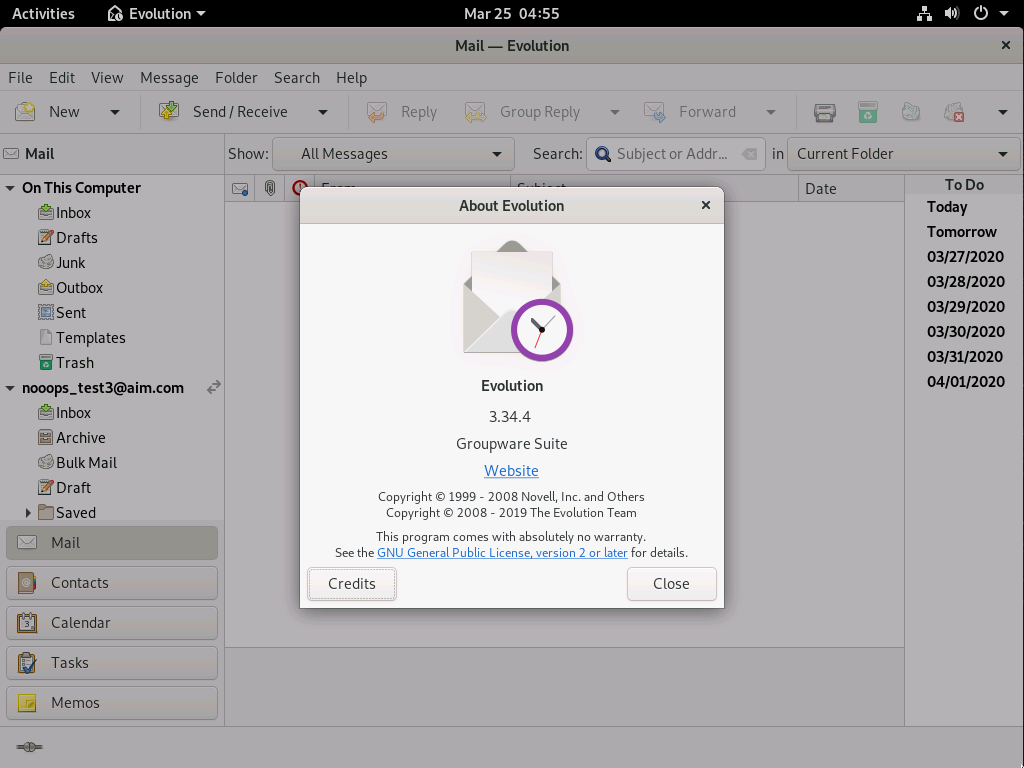 Activities Evolution Mar 25 04:55
Mail — Evolution
File Edit View Message Folder Search Help
New Send / Receive Reply Group Reply Forward
Mail Show: All Messages Search: Subject or Addr... in Current Folder
From Subject Date To Do
On This Computer
Inbox
Drafts
Junk
Outbox
Sent
Templates
Trash
nooops_test3@aim.com
Inbox
Archive
Bulk Mail
Draft
Saved
Mail
Contacts
Calendar
Tasks
Memos
About Evolution
Evolution
3.34.4
Groupware Suite
Website
Copyright © 1999 - 2008 Novell, Inc. and Others
Copyright © 2008 - 2019 The Evolution Team
This program comes with absolutely no warranty.
See the GNU General Public License, version 2 or later for details.
Credits Close
Today
Tomorrow
03/27/2020
03/28/2020
03/29/2020
03/30/2020
03/31/2020
04/01/2020